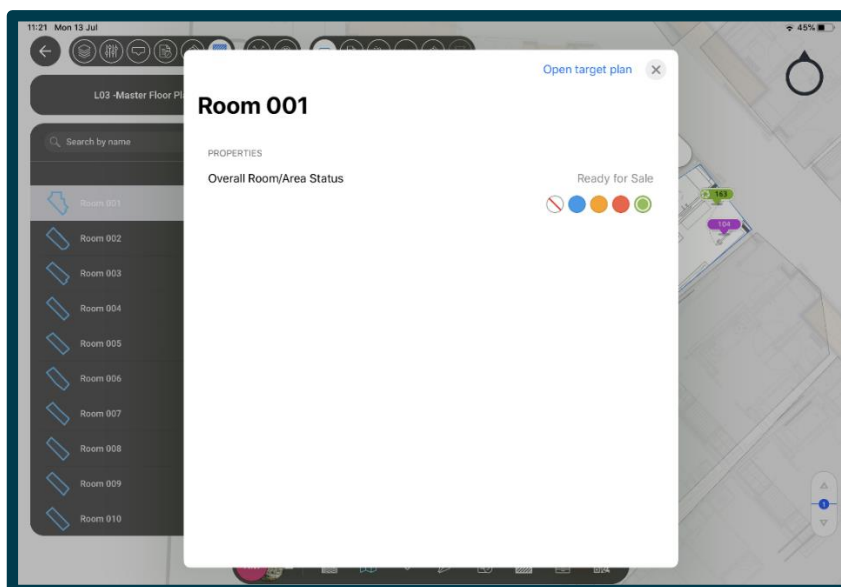 11:21 Mon 13 Jul
45%
L03 -Master Floor Pl
Search by name
Room 001
Room 002
Room 003
Room 004
Room 005
Room 006
Room 007
Room 008
Room 009
Room 010
Open target plan
Room 001
PROPERTIES
Overall Room/Area Status
Ready for Sale
163
104
1